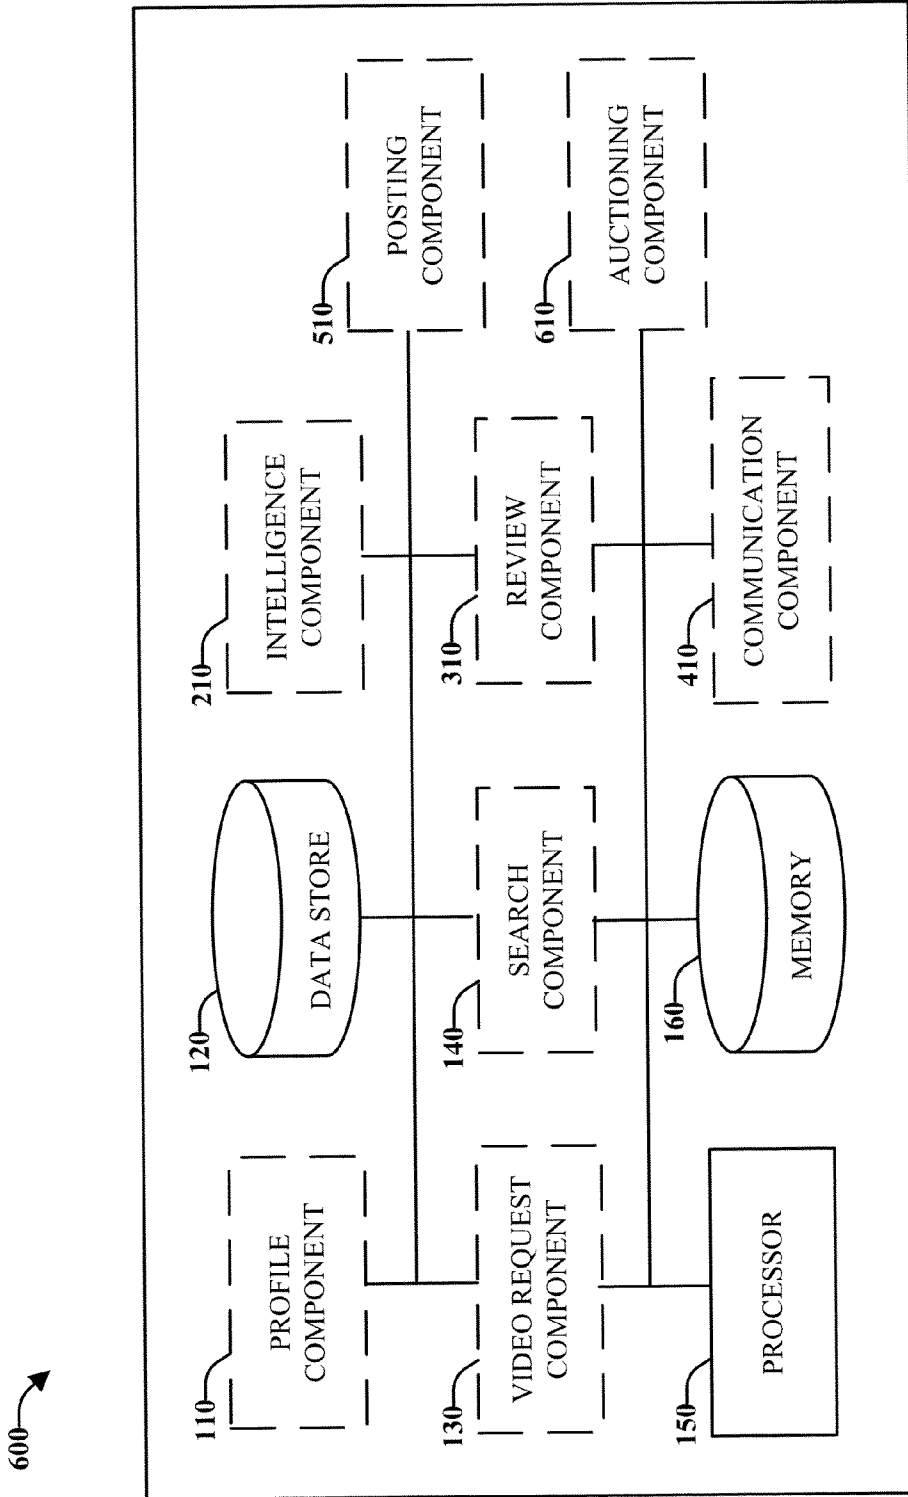 600
110
PROFILE
COMPONENT
120
DATA STORE
210
INTELLIGENCE
COMPONENT
510
POSTING
COMPONENT
130
VIDEO REQUEST
COMPONENT
140
SEARCH
COMPONENT
310
REVIEW
COMPONENT
610
AUCTIONING
COMPONENT
150
PROCESSOR
160
MEMORY
410
COMMUNICATION
COMPONENT